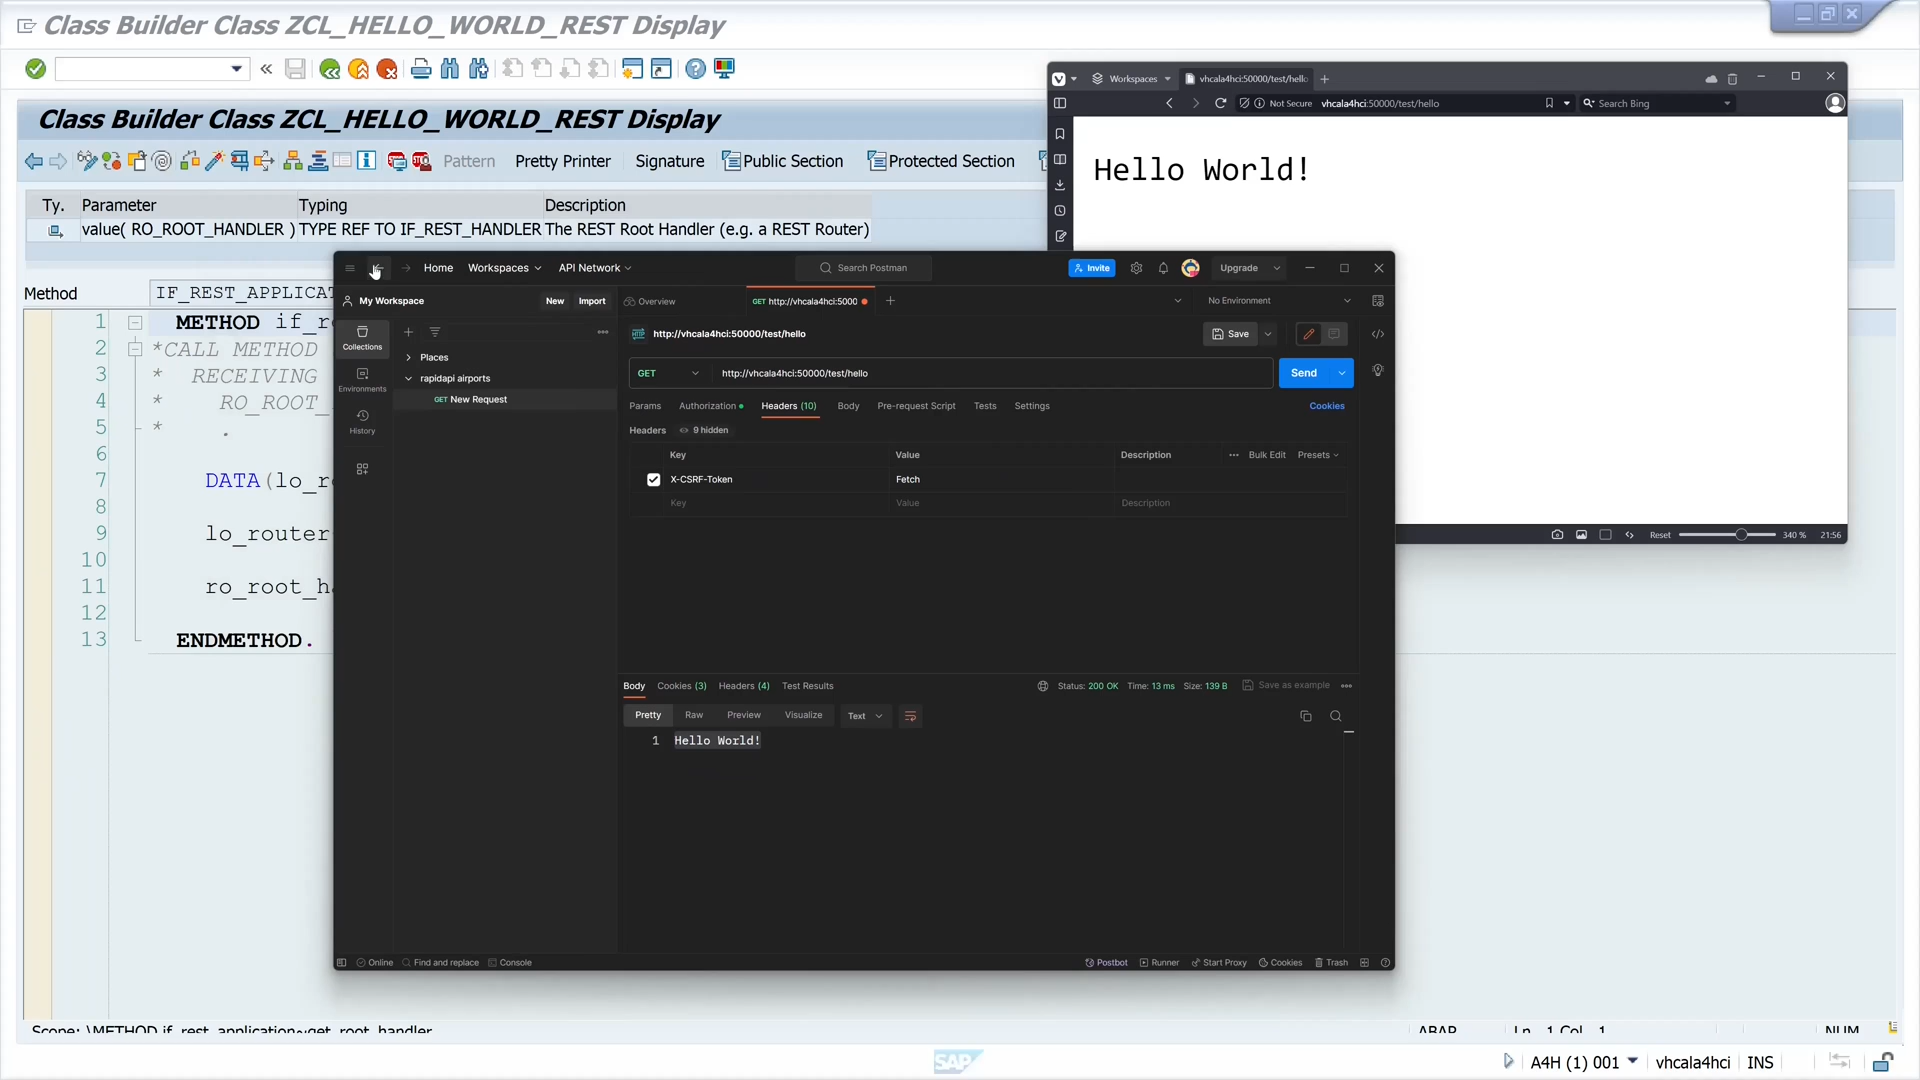 Class Builder Class ZCL_HELLO_WORLD_REST Display
Class Builder Class ZCL_HELLO_WORLD_REST Display
Pattern Pretty Printer Signature Public Section Protected Section
Ty. Parameter Typing Description
value( RO_ROOT_HANDLER ) TYPE REF TO IF_REST_HANDLER The REST Root Handler (e.g. a REST Router)
Method IF_REST_APPLICAT
1 METHOD if_r
2 *CALL METHOD
3 * RECEIVING
4 * RO_ROOT_
5 * .
6
7 DATA(lo_r
8
9 lo_router
10
11 ro_root_h
12
13 ENDMETHOD.
Scope: \METHOD if_rest_application~get_root_handler
ABAP Ln 1 Col 1 NUM
SAP
A4H (1) 001 vhcala4hci INS
Workspaces vhcala4hci:50000/test/hello
Not Secure vhcala4hci:50000/test/hello Search Bing
Hello World!
Reset 340 % 21:56
Home Workspaces API Network Search Postman Invite Upgrade
My Workspace New Import Overview GET http://vhcala4hci:5000 No Environment
Collections
Environments
History
Places
rapidapi airports
GET New Request
HTTP http://vhcala4hci:50000/test/hello Save
GET http://vhcala4hci:50000/test/hello Send
Params Authorization Headers (10) Body Pre-request Script Tests Settings Cookies
Headers 9 hidden
Key Value Description Bulk Edit Presets
X-CSRF-Token Fetch
Key Value Description
Body Cookies (3) Headers (4) Test Results Status: 200 OK Time: 13 ms Size: 139 B Save as example
Pretty Raw Preview Visualize Text
1 Hello World!
Online Find and replace Console Postbot Runner Start Proxy Cookies Trash